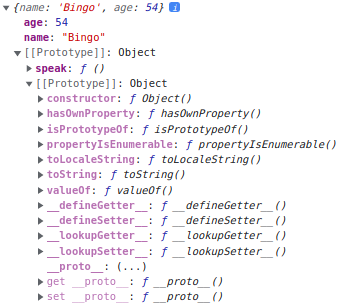 {name: 'Bingo', age: 54} i
age: 54
name: "Bingo"
[[Prototype]]: Object
speak: ƒ ()
[[Prototype]]: Object
constructor: ƒ Object()
hasOwnProperty: ƒ hasOwnProperty()
isPrototypeOf: ƒ isPrototypeOf()
propertyIsEnumerable: ƒ propertyIsEnumerable()
toLocaleString: ƒ toLocaleString()
toString: ƒ toString()
valueOf: ƒ valueOf()
__defineGetter__: ƒ __defineGetter__()
__defineSetter__: ƒ __defineSetter__()
__lookupGetter__: ƒ __lookupGetter__()
__lookupSetter__: ƒ __lookupSetter__()
__proto__: (...)
get __proto__: ƒ __proto__()
set __proto__: ƒ __proto__()